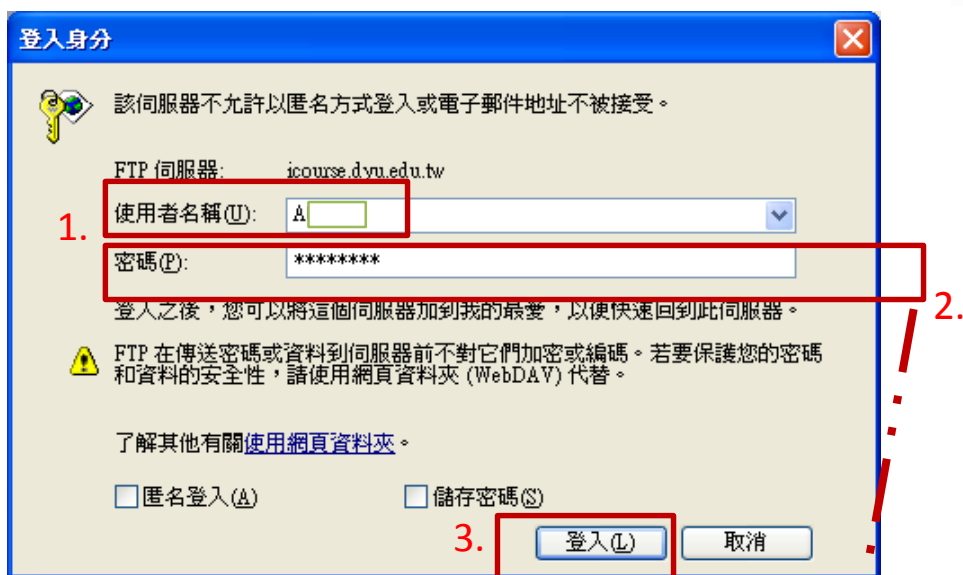 登入身分
該伺服器不允許以匿名方式登入或電子郵件地址不被接受。
FTP 伺服器: icourse.dyu.edu.tw
1. 使用者名稱(U): A
密碼(P): ********
2.
登入之後，您可以將這個伺服器加到我的最愛，以便快速回到此伺服器。
FTP 在傳送密碼或資料到伺服器前不對它們加密或編碼。若要保護您的密碼
和資料的安全性，請使用網頁資料夾 (WebDAV) 代替。
了解其他有關使用網頁資料夾。
匿名登入(A) 儲存密碼(S)
3. 登入(L) 取消